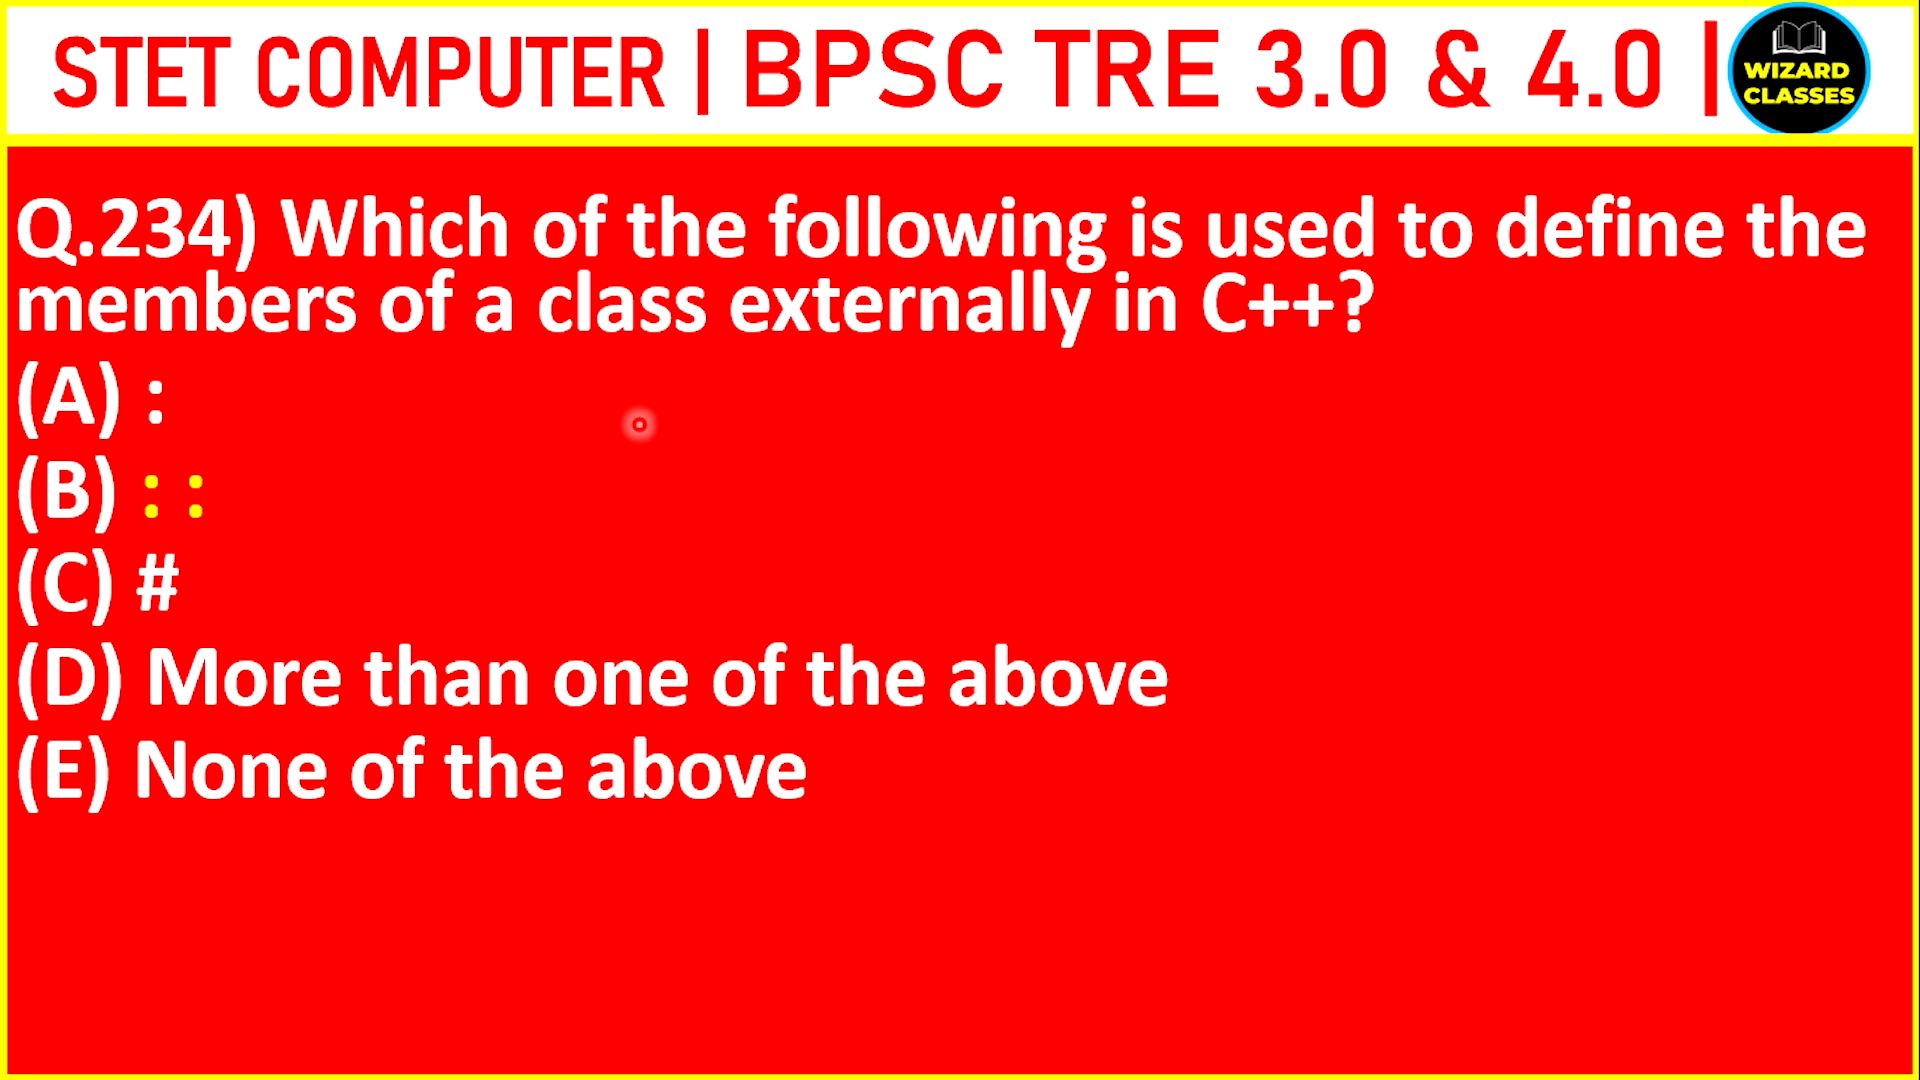 STET COMPUTER | BPSC TRE 3.0 & 4.0 |
WIZARD
CLASSES
Q.234) Which of the following is used to define the
members of a class externally in C++?
(A) :
(B) : :
(C) #
(D) More than one of the above
(E) None of the above